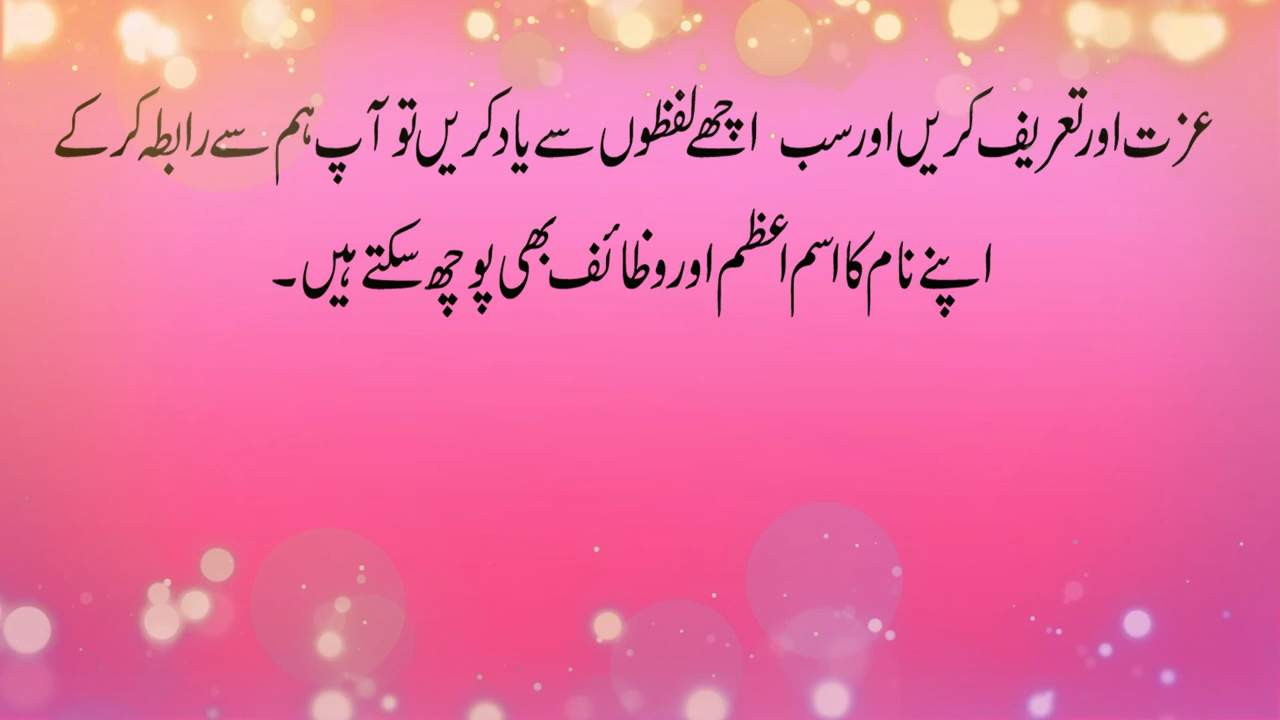 عزت اور تعریف کریں اور سب اچھے لفظوں سے یاد کریں تو آپ ہم سے رابطہ کر کے
اپنے نام کا اسم اعظم اور وظائف بھی پوچھ سکتے ہیں۔